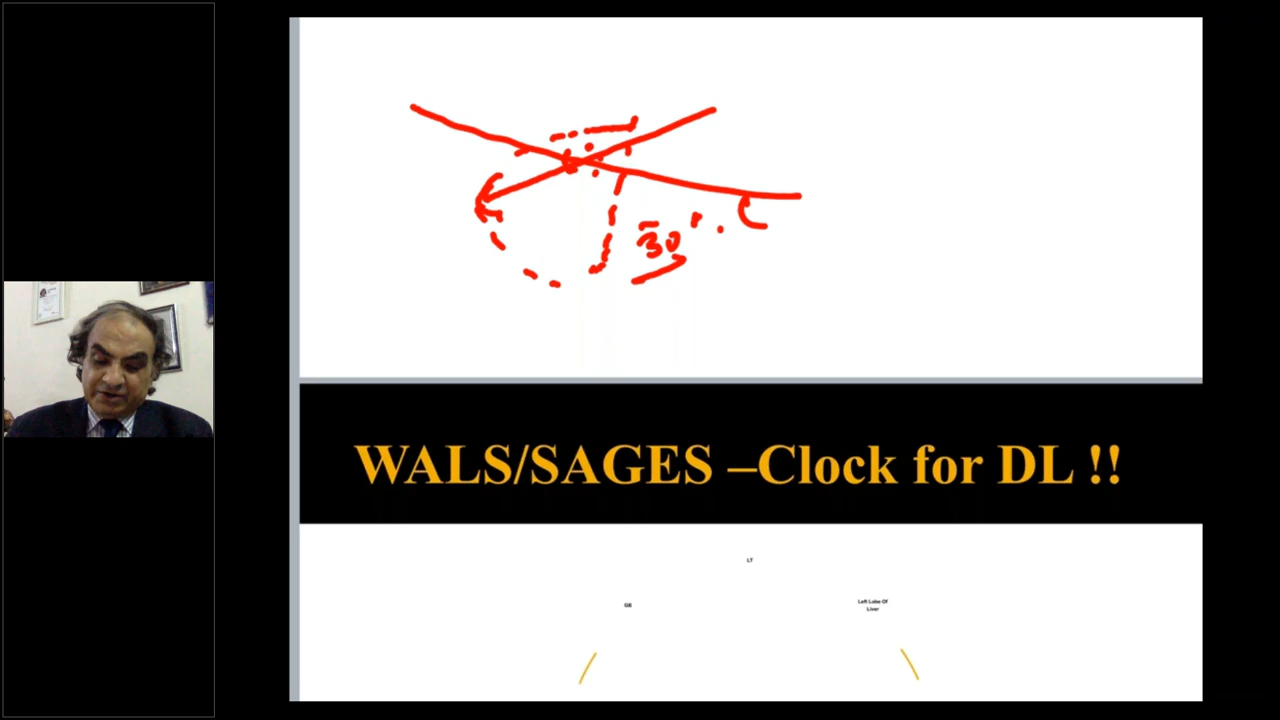 30°
WALS/SAGES –Clock for DL !!
LT
GB
Left Lobe Of
Liver